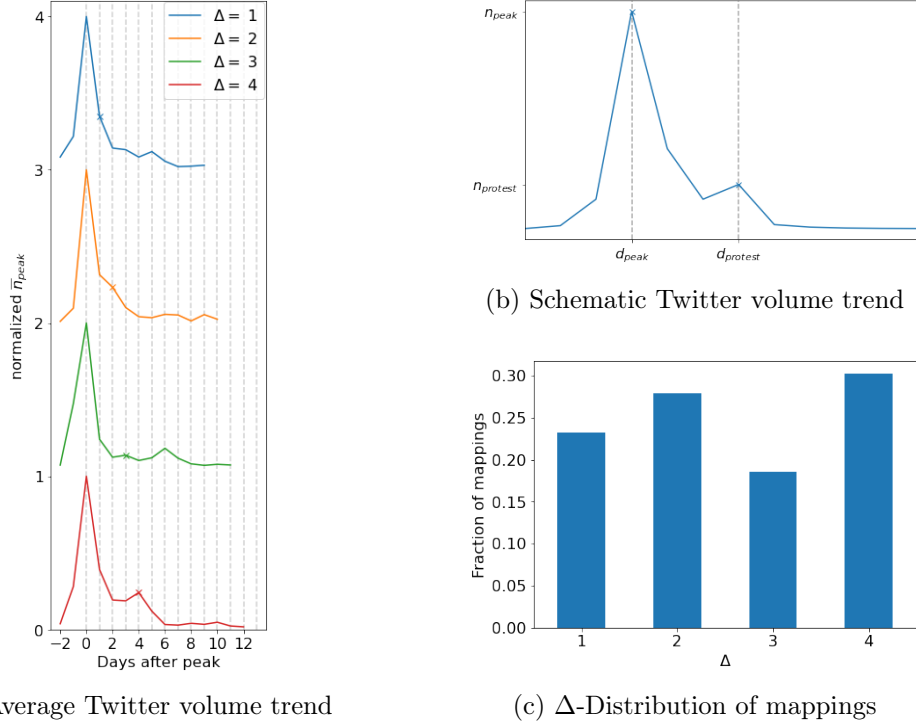 4
3
2
1
0
normalized n̅peak
Δ = 1
Δ = 2
Δ = 3
Δ = 4
−2 0 2 4 6 8 10 12
Days after peak
verage Twitter volume trend
npeak
nprotest
dpeak dprotest
(b) Schematic Twitter volume trend
0.30
0.25
0.20
0.15
0.10
0.05
0.00
Fraction of mappings
1 2 3 4
Δ
(c) Δ-Distribution of mappings